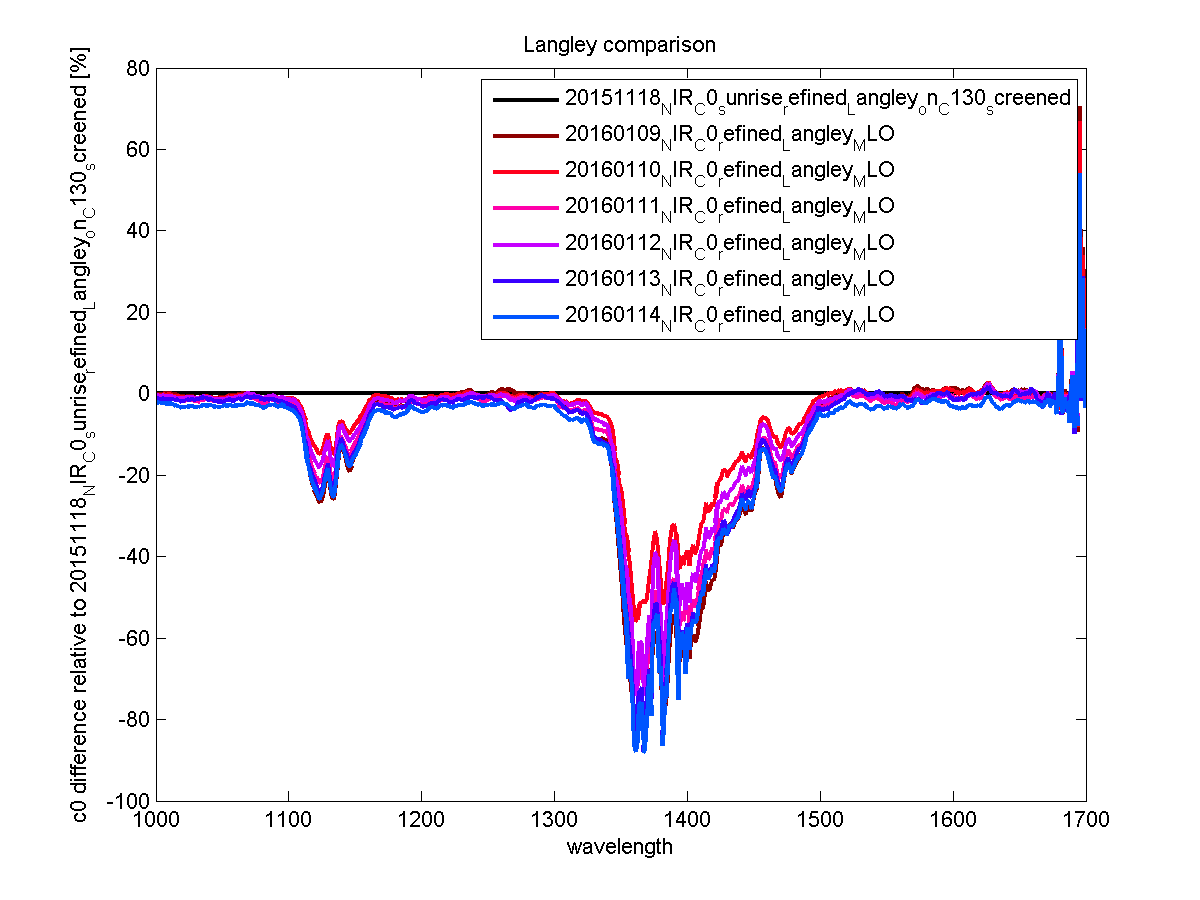 Langley comparison
c0 difference relative to 20151118_NIR_C0_sunrise_refined_Langley_on_C130_screened [%]
80
60
40
20
0
-20
-40
-60
-80
-100
20151118_NIR_C0_sunrise_refined_Langley_on_C130_screened
20160109_NIR_C0_refined_Langley_MLO
20160110_NIR_C0_refined_Langley_MLO
20160111_NIR_C0_refined_Langley_MLO
20160112_NIR_C0_refined_Langley_MLO
20160113_NIR_C0_refined_Langley_MLO
20160114_NIR_C0_refined_Langley_MLO
1000 1100 1200 1300 1400 1500 1600 1700
wavelength